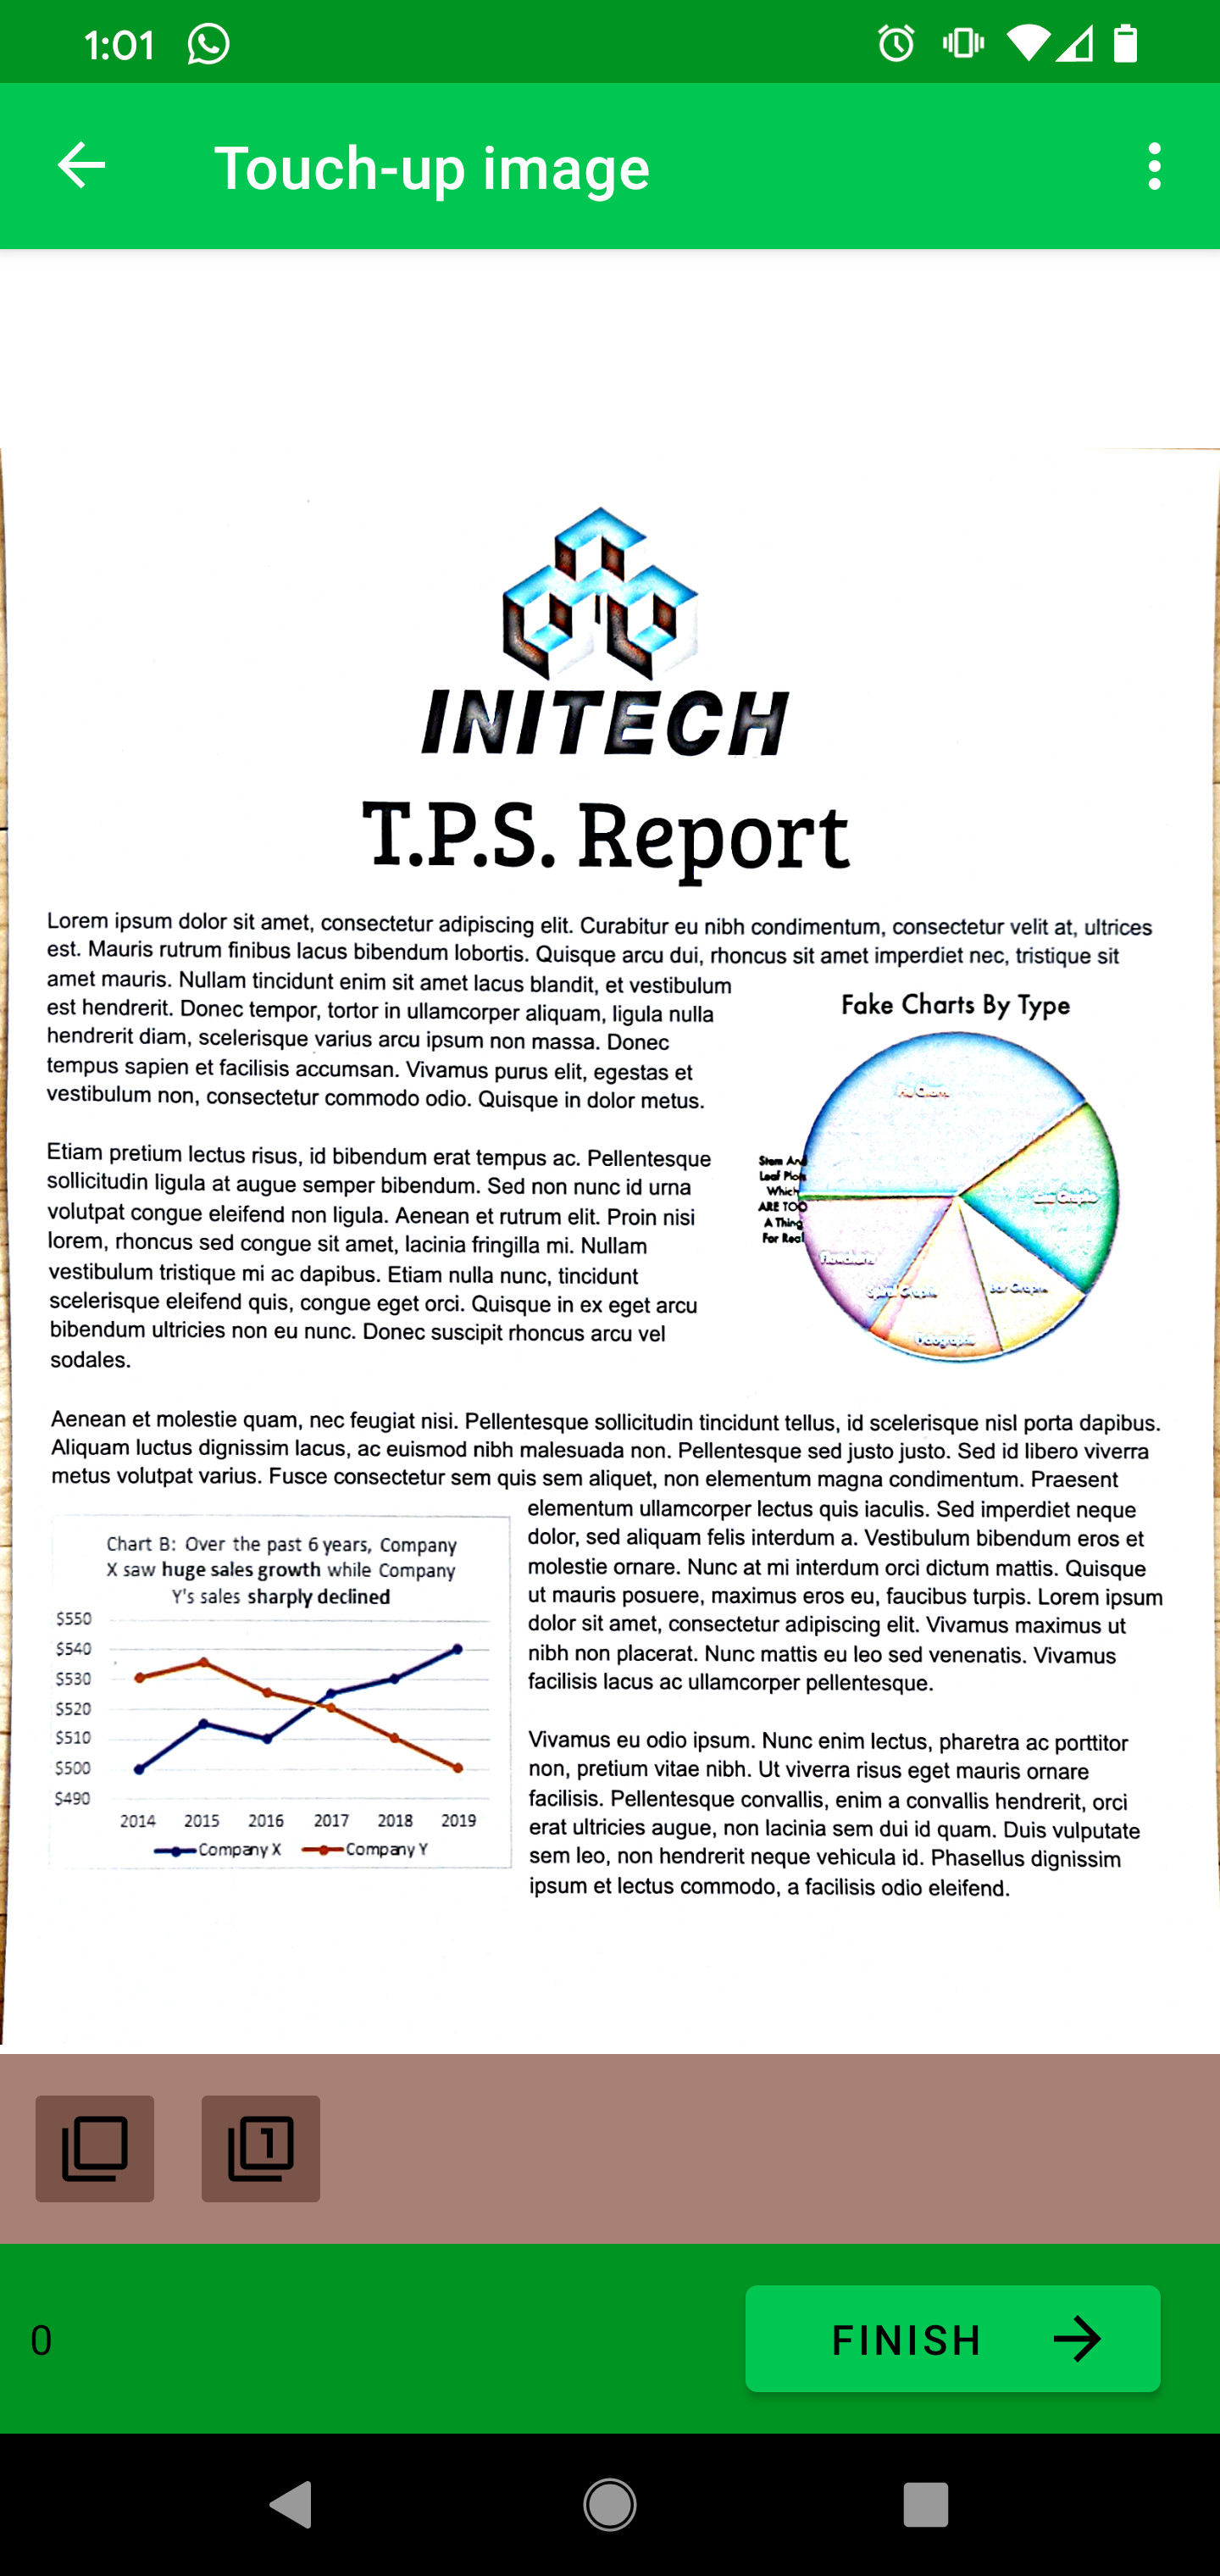 1:01
Touch-up image
INITECH
T.P.S. Report
Lorem ipsum dolor sit amet, consectetur adipiscing elit. Curabitur eu nibh condimentum, consectetur velit at, ultrices
est. Mauris rutrum finibus lacus bibendum lobortis. Quisque arcu dui, rhoncus sit amet imperdiet nec, tristique sit
amet mauris. Nullam tincidunt enim sit amet lacus blandit, et vestibulum
est hendrerit. Donec tempor, tortor in ullamcorper aliquam, ligula nulla
hendrerit diam, scelerisque varius arcu ipsum non massa. Donec
tempus sapien et facilisis accumsan. Vivamus purus elit, egestas et
vestibulum non, consectetur commodo odio. Quisque in dolor metus.
Fake Charts By Type
Pie Charts
Line Graphs
Bar Graphs
Spiral Graphs
Flowcharts
Stem And
Leaf Plots
Which
ARE TOO
A Thing
For Real
Etiam pretium lectus risus, id bibendum erat tempus ac. Pellentesque
sollicitudin ligula at augue semper bibendum. Sed non nunc id urna
volutpat congue eleifend non ligula. Aenean et rutrum elit. Proin nisi
lorem, rhoncus sed congue sit amet, lacinia fringilla mi. Nullam
vestibulum tristique mi ac dapibus. Etiam nulla nunc, tincidunt
scelerisque eleifend quis, congue eget orci. Quisque in ex eget arcu
bibendum ultricies non eu nunc. Donec suscipit rhoncus arcu vel
sodales.
Aenean et molestie quam, nec feugiat nisi. Pellentesque sollicitudin tincidunt tellus, id scelerisque nisl porta dapibus.
Aliquam luctus dignissim lacus, ac euismod nibh malesuada non. Pellentesque sed justo justo. Sed id libero viverra
metus volutpat varius. Fusce consectetur sem quis sem aliquet, non elementum magna condimentum. Praesent
elementum ullamcorper lectus quis iaculis. Sed imperdiet neque
dolor, sed aliquam felis interdum a. Vestibulum bibendum eros et
molestie ornare. Nunc at mi interdum orci dictum mattis. Quisque
ut mauris posuere, maximus eros eu, faucibus turpis. Lorem ipsum
dolor sit amet, consectetur adipiscing elit. Vivamus maximus ut
nibh non placerat. Nunc mattis eu leo sed venenatis. Vivamus
facilisis lacus ac ullamcorper pellentesque.
Chart B: Over the past 6 years, Company
X saw huge sales growth while Company
Y's sales sharply declined
$550
$540
$530
$520
$510
$500
$490
2014 2015 2016 2017 2018 2019
Company X Company Y
Vivamus eu odio ipsum. Nunc enim lectus, pharetra ac porttitor
non, pretium vitae nibh. Ut viverra risus eget mauris ornare
facilisis. Pellentesque convallis, enim a convallis hendrerit, orci
erat ultricies augue, non lacinia sem dui id quam. Duis vulputate
sem leo, non hendrerit neque vehicula id. Phasellus dignissim
ipsum et lectus commodo, a facilisis odio eleifend.
1
0
FINISH